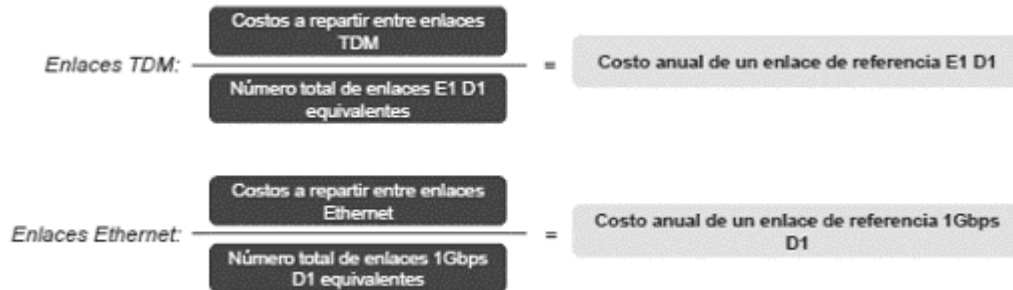 Costos a repartir entre enlaces
TDM
Enlaces TDM:
=
Costo anual de un enlace de referencia E1 D1
Número total de enlaces E1 D1
equivalentes
Costos a repartir entre enlaces
Ethernet
Enlaces Ethernet:
=
Costo anual de un enlace de referencia 1Gbps
D1
Número total de enlaces 1Gbps
D1 equivalentes